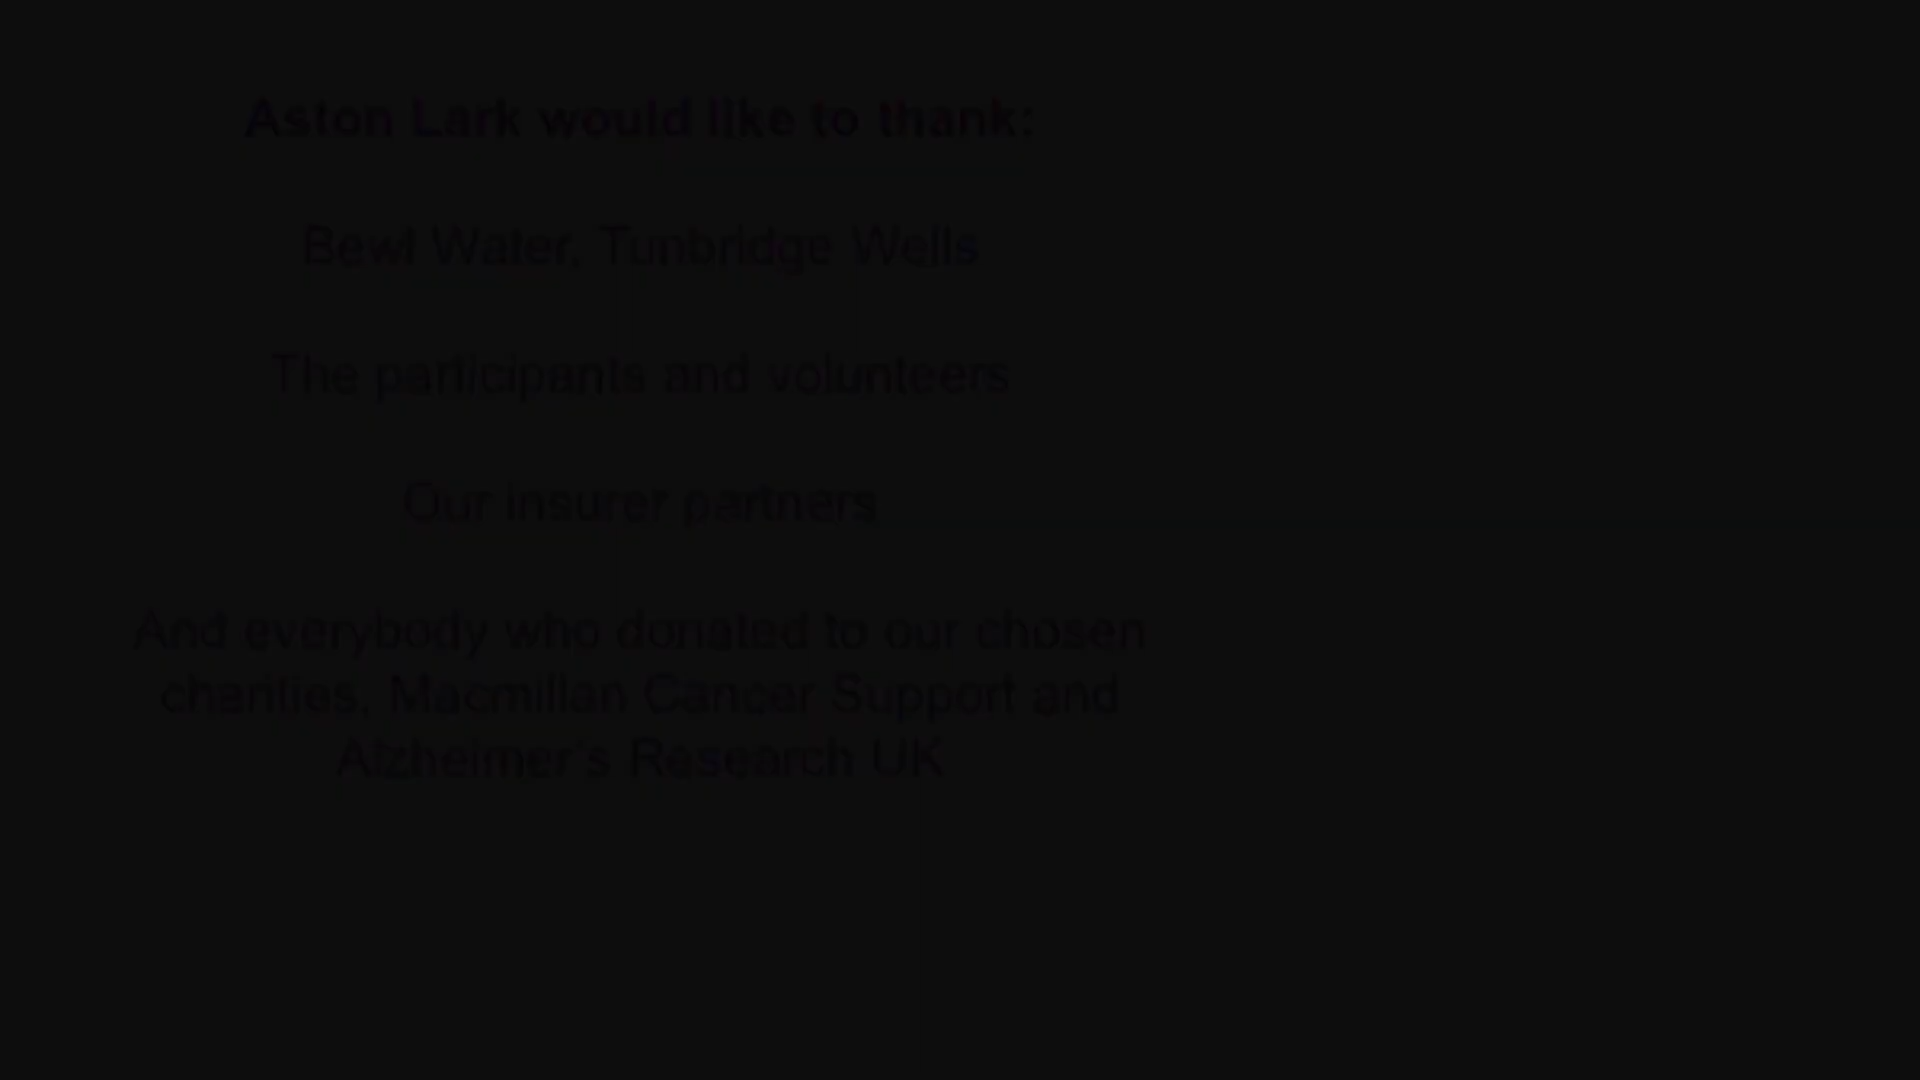 Aston Lark would like to thank:
Bewl Water, Tunbridge Wells
The participants and volunteers
Our insurer partners
And everybody who donated to our chosen
charities, Macmillan Cancer Support and
Alzheimer's Research UK